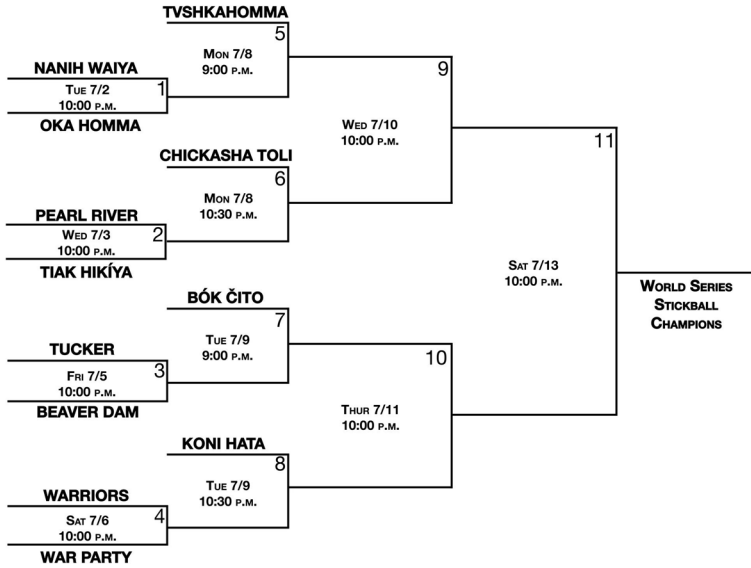 TVSHKAHOMMA
5
Mon 7/8
9:00 p.m.
NANIH WAIYA
1
Tue 7/2
10:00 p.m.
OKA HOMMA
9
Wed 7/10
10:00 p.m.
CHICKASHA TOLI
6
Mon 7/8
10:30 p.m.
PEARL RIVER
2
Wed 7/3
10:00 p.m.
TIAK HIKÍYA
11
Sat 7/13
10:00 p.m.
World Series
Stickball
Champions
BÓK ČITO
7
Tue 7/9
9:00 p.m.
TUCKER
3
Fri 7/5
10:00 p.m.
BEAVER DAM
10
Thur 7/11
10:00 p.m.
KONI HATA
8
Tue 7/9
10:30 p.m.
WARRIORS
4
Sat 7/6
10:00 p.m.
WAR PARTY